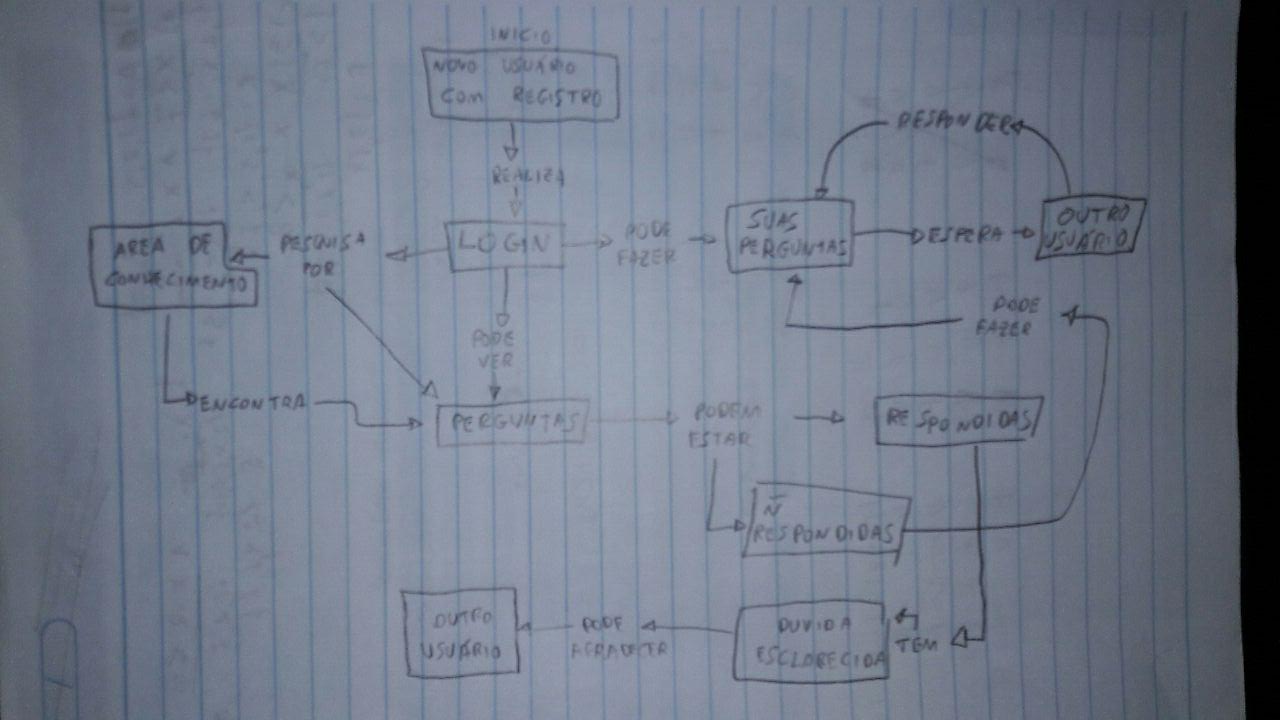 INICIO
NOVO USUÁRIO
COM REGISTRO
REALIZA
LOGIN
PODE
FAZER
SUAS
PERGUNTAS
RESPONDER
ESPERA
OUTRO
USUÁRIO
PESQUISA
POR
AREA DE
CONHECIMENTO
PODE
VER
PODE
FAZER
ENCONTRA
PERGUNTAS
PODEM
ESTAR
RESPONDIDAS
Ñ
RESPONDIDAS
TEM
DUVIDA
ESCLORECIDA
PODE
AGRADECER
OUTRO
USUÁRIO